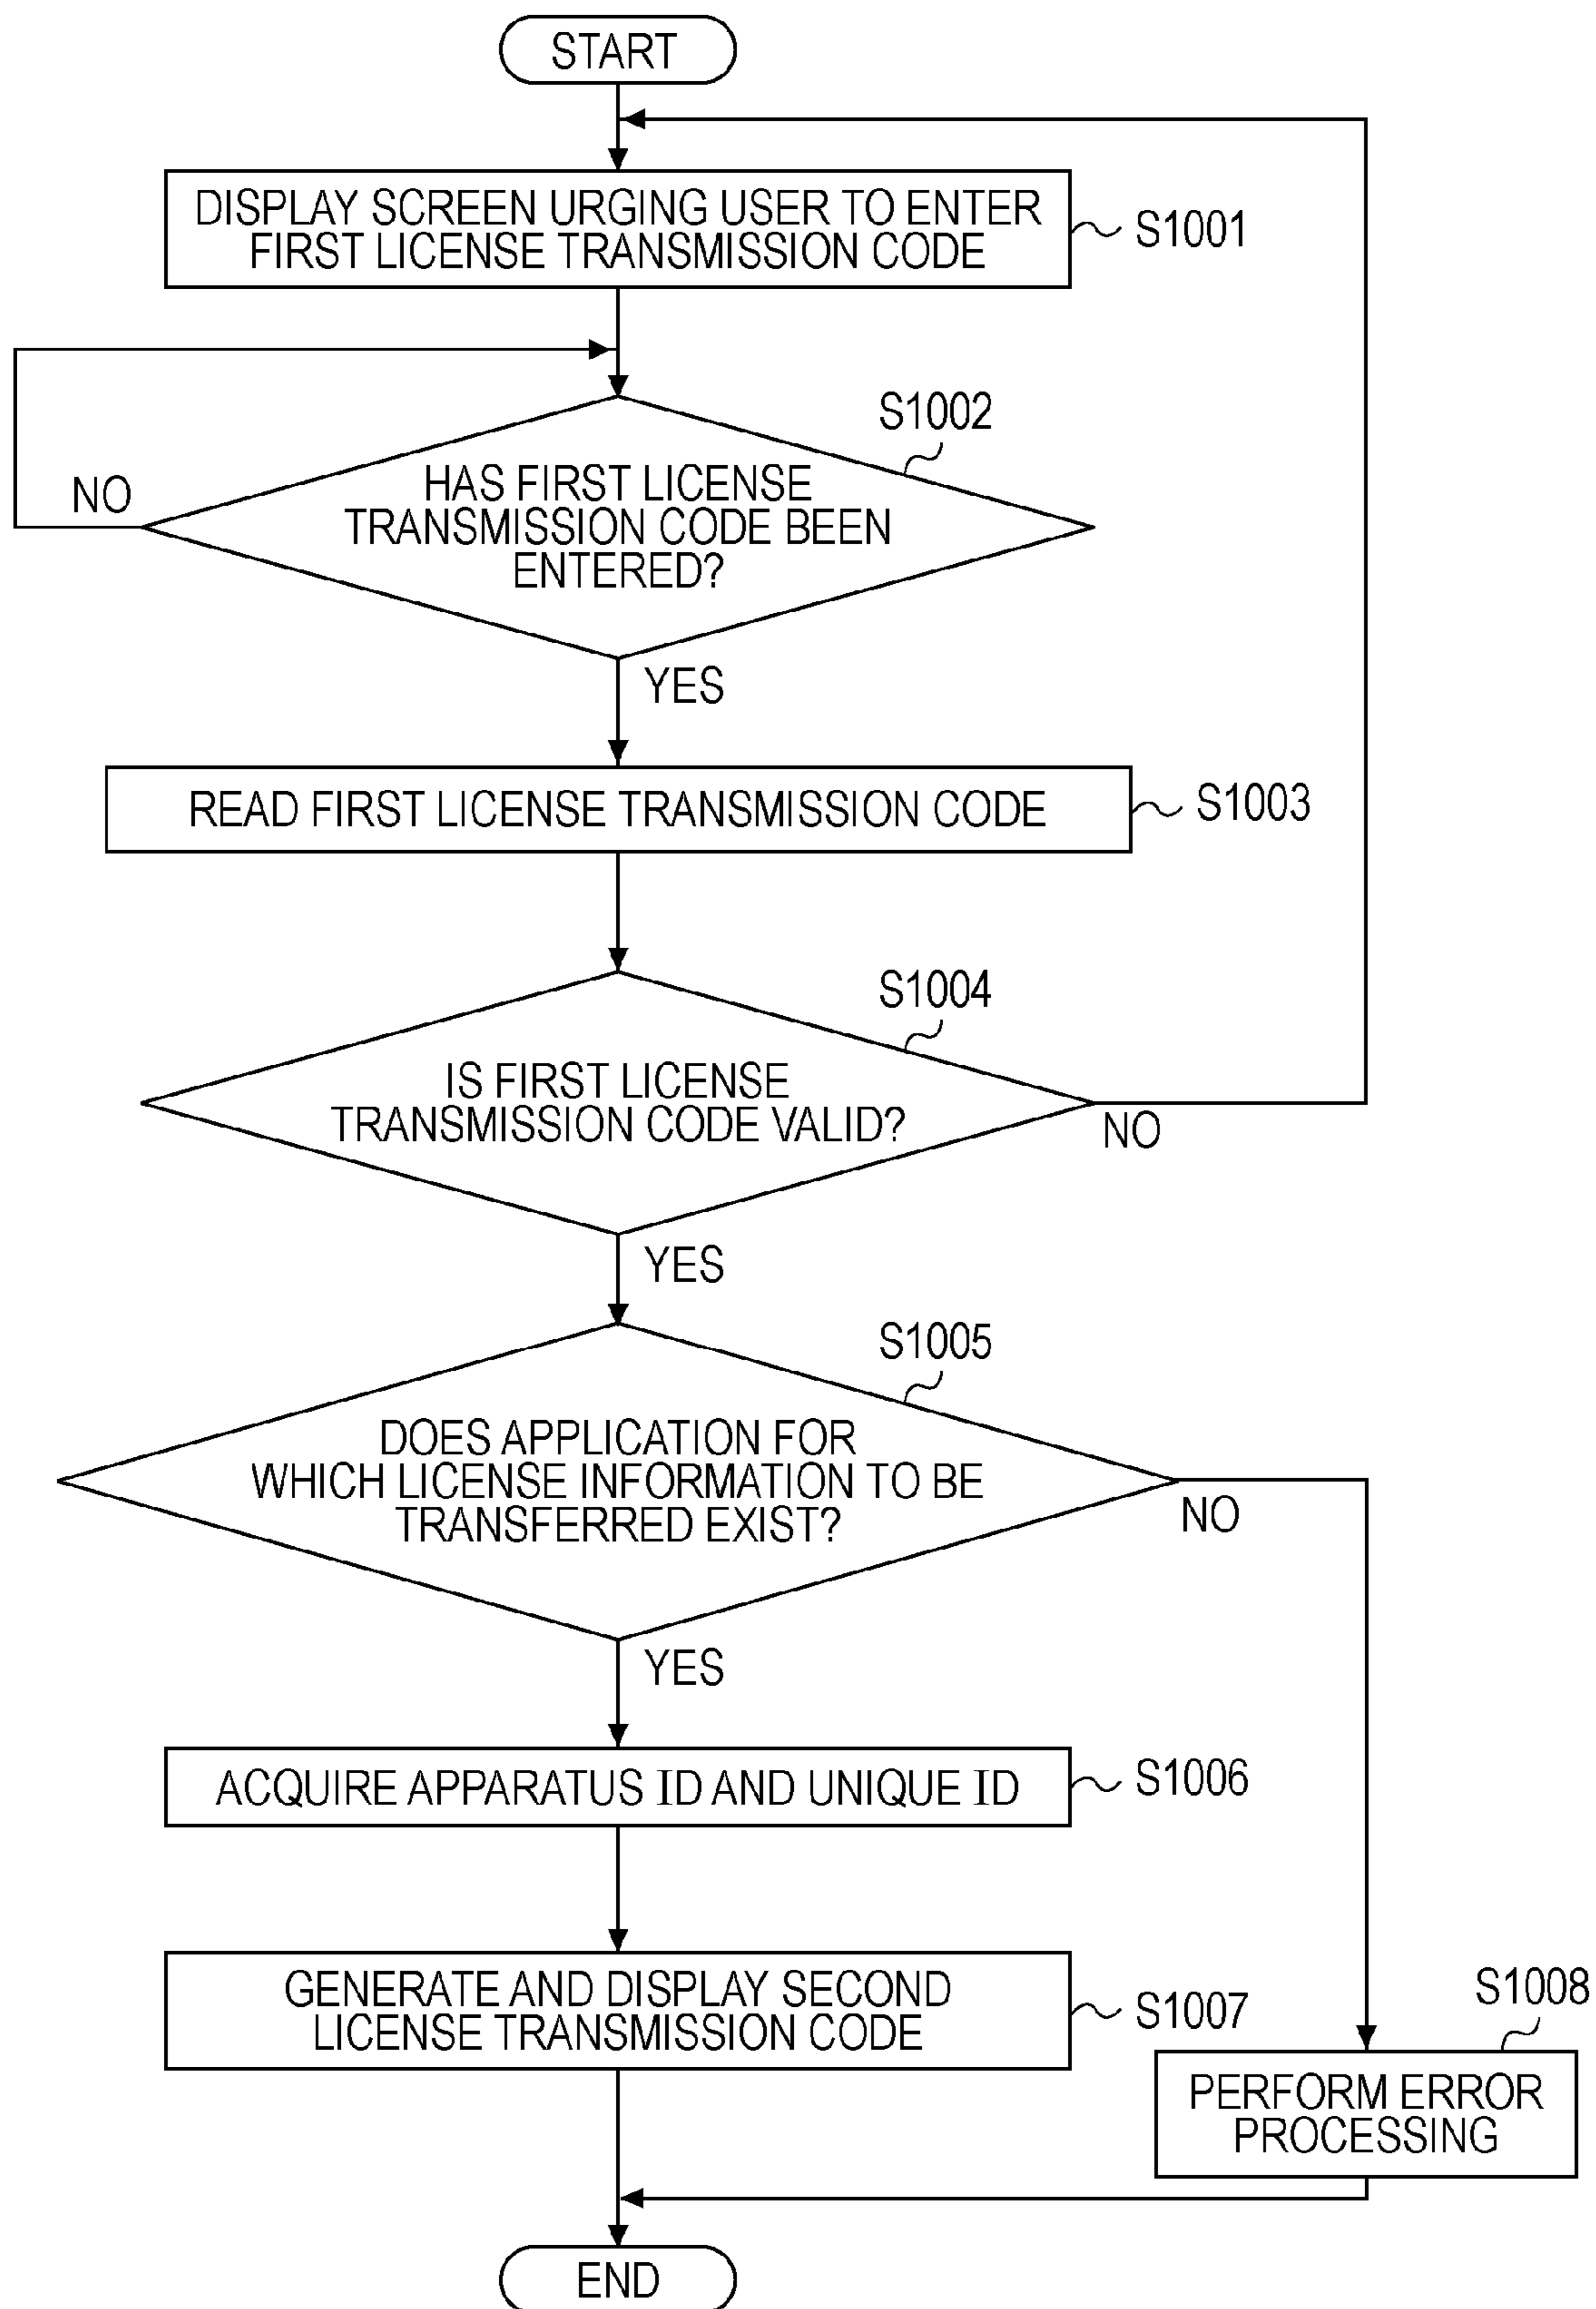 START
DISPLAY SCREEN URGING USER TO ENTER
FIRST LICENSE TRANSMISSION CODE
S1001
S1002
HAS FIRST LICENSE
TRANSMISSION CODE BEEN
ENTERED?
NO
YES
READ FIRST LICENSE TRANSMISSION CODE
S1003
S1004
IS FIRST LICENSE
TRANSMISSION CODE VALID?
NO
YES
S1005
DOES APPLICATION FOR
WHICH LICENSE INFORMATION TO BE
TRANSFERRED EXIST?
NO
YES
ACQUIRE APPARATUS ID AND UNIQUE ID
S1006
GENERATE AND DISPLAY SECOND
LICENSE TRANSMISSION CODE
S1007
S1008
PERFORM ERROR
PROCESSING
END